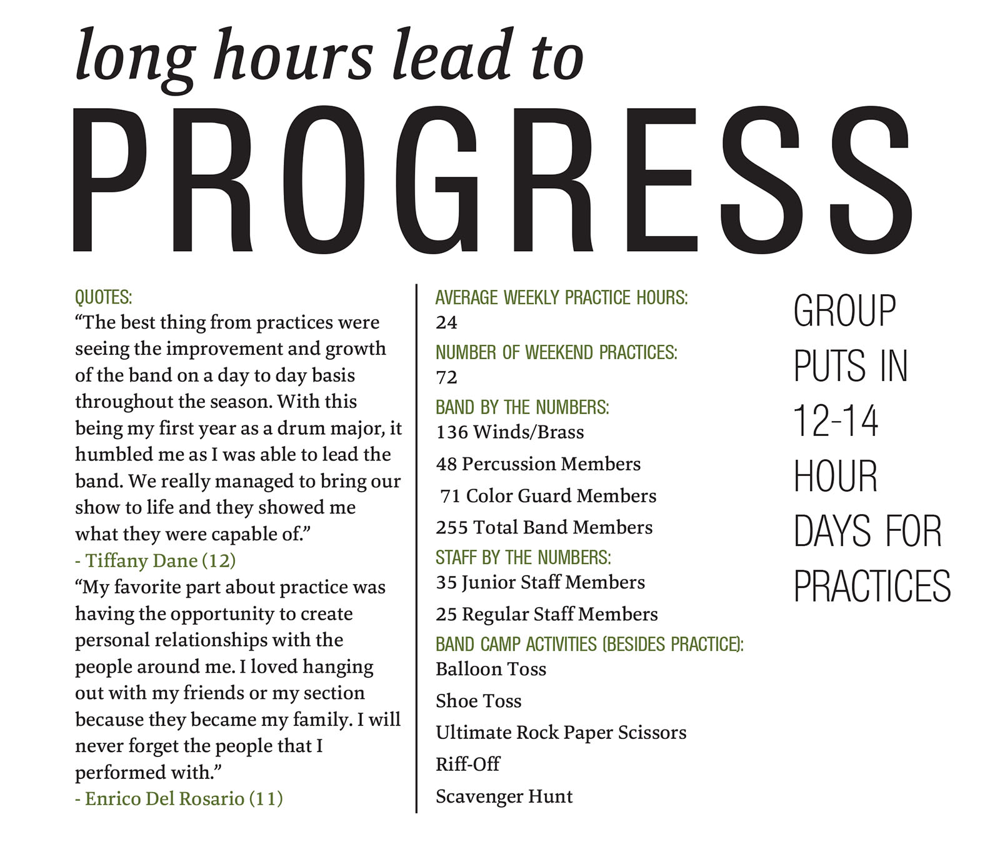 long hours lead to
PROGRESS
QUOTES:
“The best thing from practices were
seeing the improvement and growth
of the band on a day to day basis
throughout the season. With this
being my first year as a drum major, it
humbled me as I was able to lead the
band. We really managed to bring our
show to life and they showed me
what they were capable of.”
- Tiffany Dane (12)
“My favorite part about practice was
having the opportunity to create
personal relationships with the
people around me. I loved hanging
out with my friends or my section
because they became my family. I will
never forget the people that I
performed with.”
- Enrico Del Rosario (11)
AVERAGE WEEKLY PRACTICE HOURS:
24
NUMBER OF WEEKEND PRACTICES:
72
BAND BY THE NUMBERS:
136 Winds/Brass
48 Percussion Members
71 Color Guard Members
255 Total Band Members
STAFF BY THE NUMBERS:
35 Junior Staff Members
25 Regular Staff Members
BAND CAMP ACTIVITIES (BESIDES PRACTICE):
Balloon Toss
Shoe Toss
Ultimate Rock Paper Scissors
Riff-Off
Scavenger Hunt
GROUP
PUTS IN
12-14
HOUR
DAYS FOR
PRACTICES